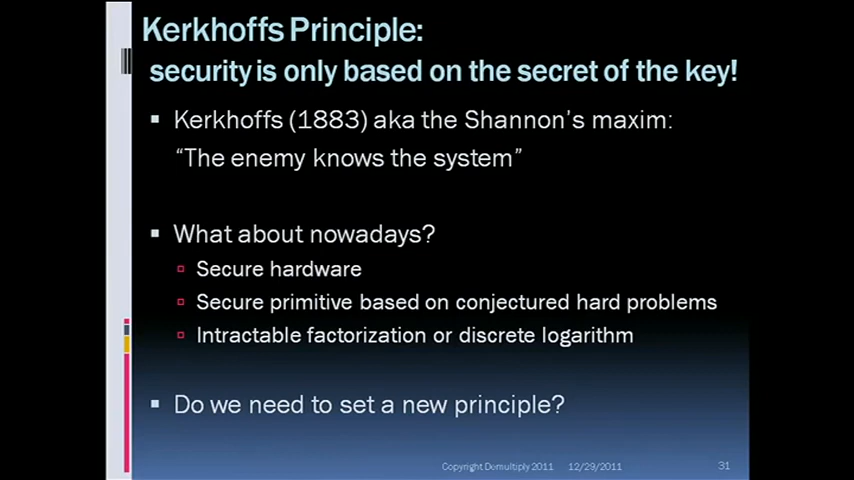 Kerkhoffs Principle:
security is only based on the secret of the key!
▪ Kerkhoffs (1883) aka the Shannon's maxim:
“The enemy knows the system”
▪ What about nowadays?
▫ Secure hardware
▫ Secure primitive based on conjectured hard problems
▫ Intractable factorization or discrete logarithm
▪ Do we need to set a new principle?
Copyright Demultiply 2011 12/29/2011 31